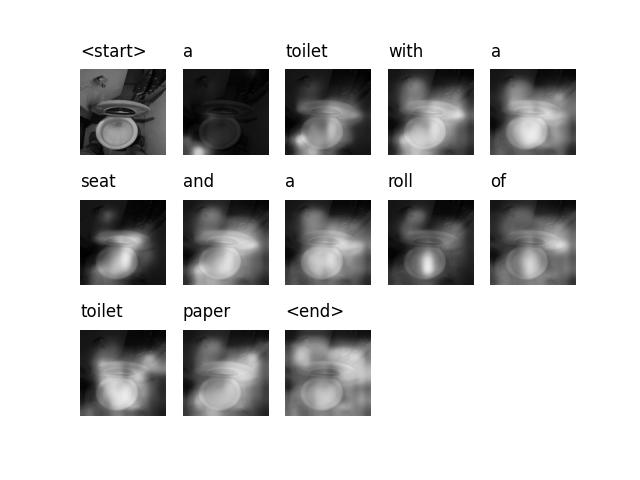 <start> a toilet with a
seat and a roll of
toilet paper <end>